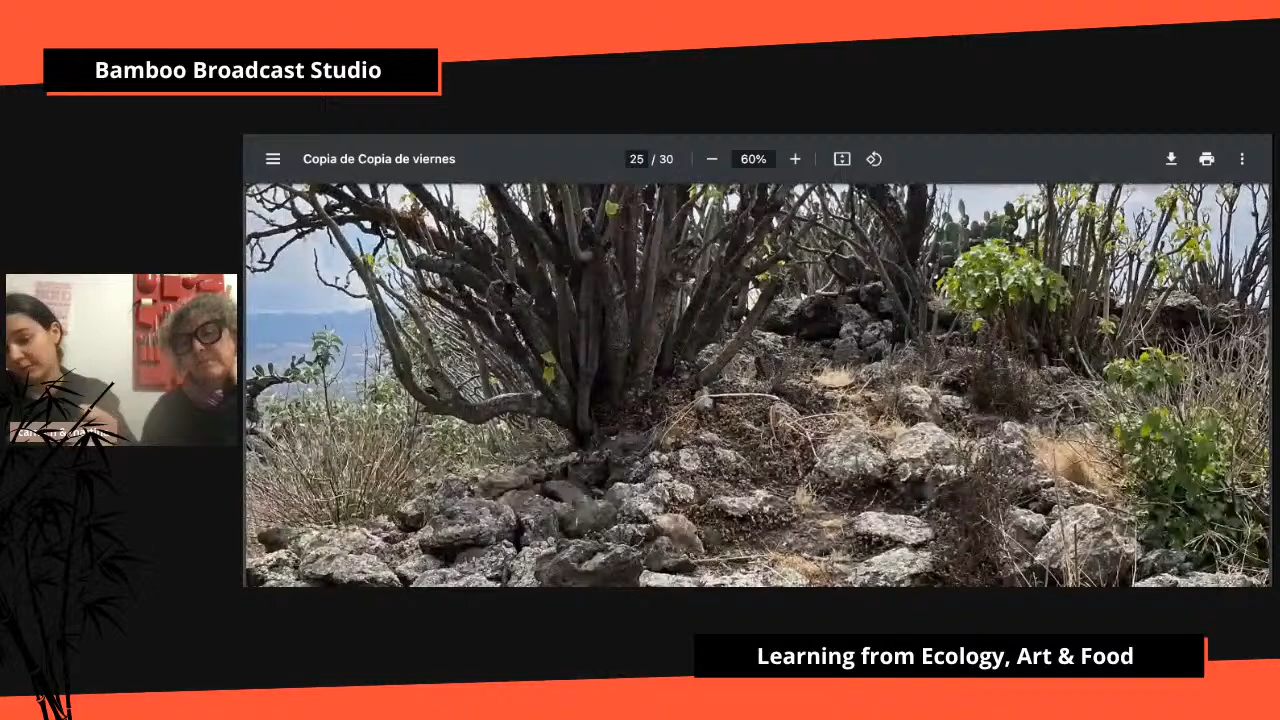 Bamboo Broadcast Studio
Copia de Copia de viernes
25 / 30
60%
Learning from Ecology, Art & Food